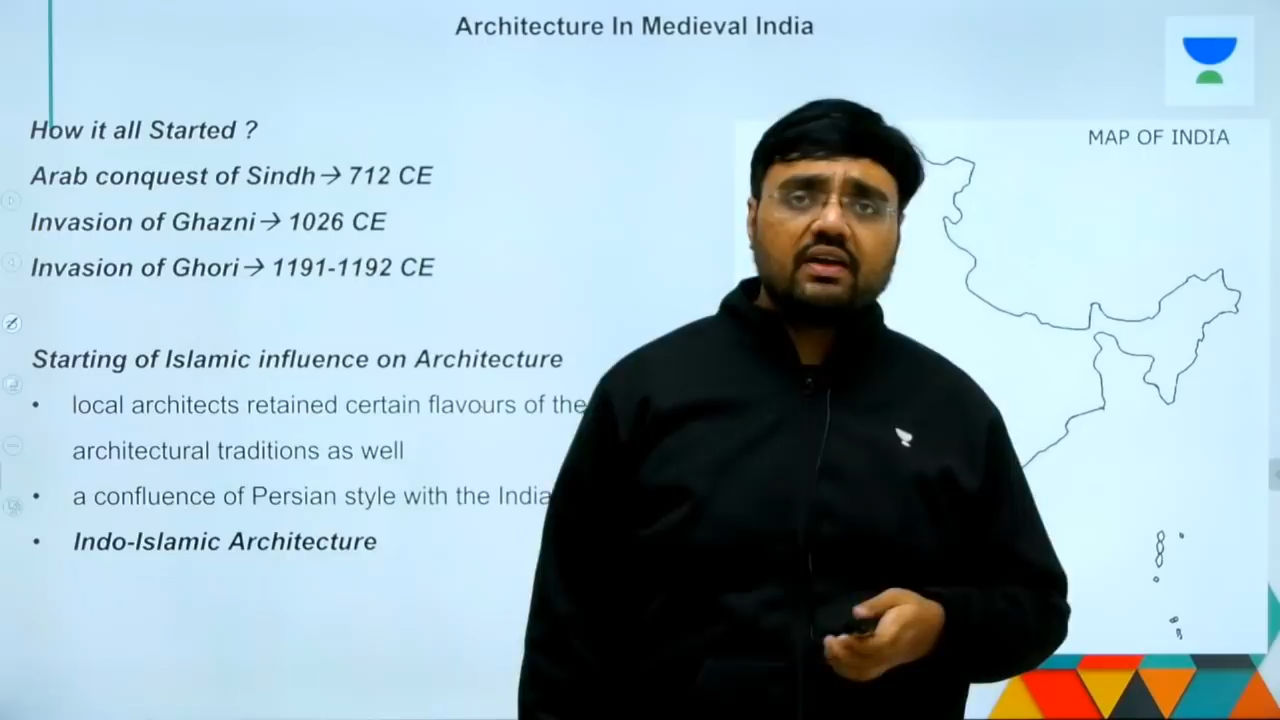 Architecture In Medieval India
How it all Started ?
Arab conquest of Sindh→ 712 CE
Invasion of Ghazni→ 1026 CE
Invasion of Ghori→ 1191-1192 CE
MAP OF INDIA
Starting of Islamic influence on Architecture
• local architects retained certain flavours of the
architectural traditions as well
• a confluence of Persian style with the India
• Indo-Islamic Architecture